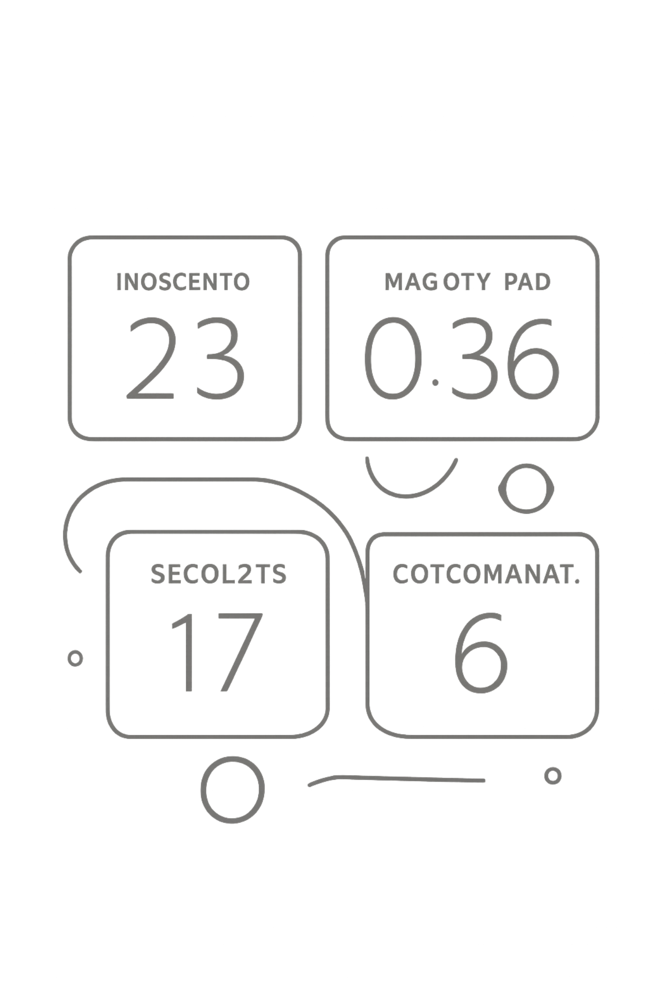 INOSCENTO
23
MAGOTY PAD
0.36
SECOL2TS
17
COTCOMANAT.
6